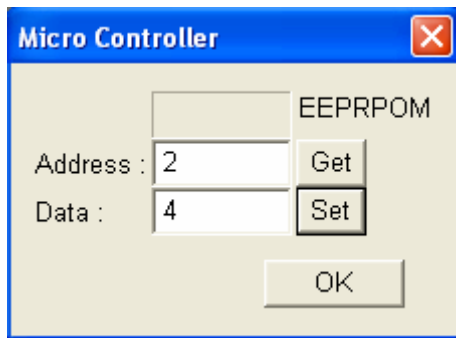 Micro Controller
EEPRPOM
Address : 2 Get
Data : 4 Set
OK